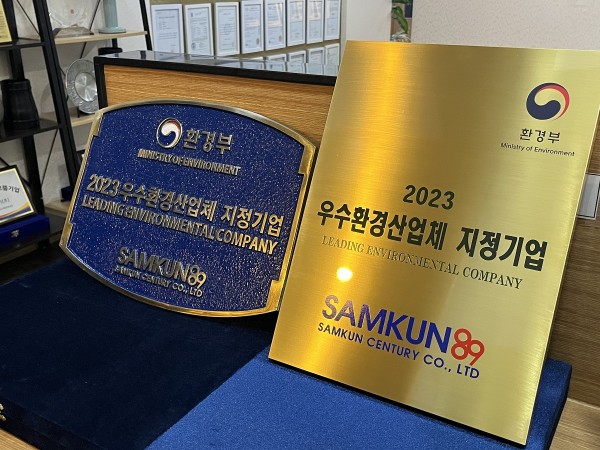 환경부
MINISTRY OF ENVIRONMENT
2023 우수환경산업체 지정기업
LEADING ENVIRONMENTAL COMPANY
SAMKUN89
SAMKUN CENTURY CO., LTD
환경부
Ministry of Environment
2023
우수환경산업체 지정기업
LEADING ENVIRONMENTAL COMPANY
SAMKUN89
SAMKUN CENTURY CO., LTD